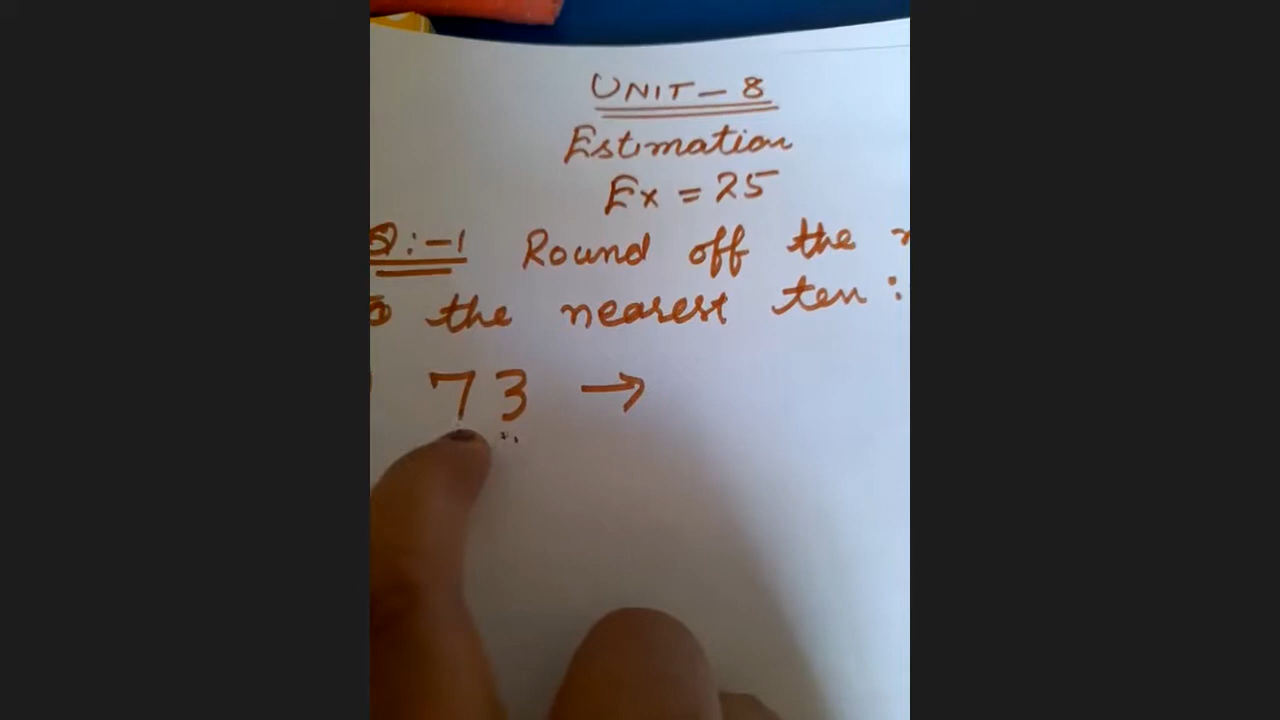 UNIT - 8
Estimation
Ex = 25
Q:-1 Round off the
the nearest ten:
73 →